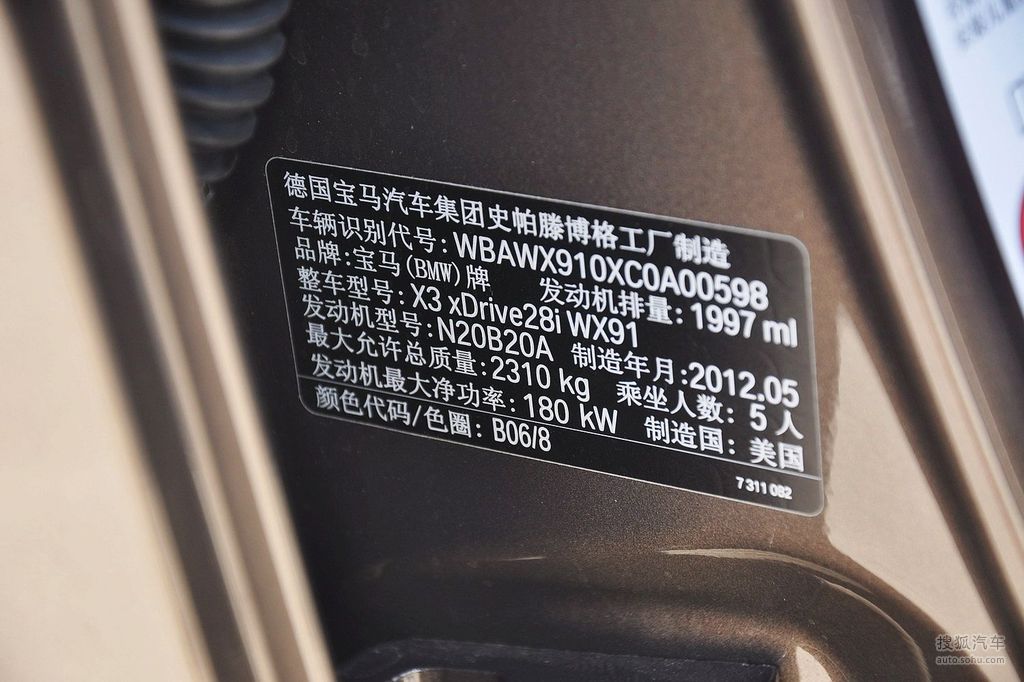 德国宝马汽车集团史帕滕博格工厂制造
车辆识别代号: WBAWX910XC0A00598
品牌: 宝马(BMW)牌 发动机排量: 1997 ml
整车型号: X3 xDrive28i WX91
发动机型号: N20B20A 制造年月: 2012.05
最大允许总质量: 2310 kg 乘坐人数: 5 人
发动机最大净功率: 180 kW 制造国: 美国
颜色代码/色圈: B06/8
7 311 082
搜狐汽车
auto.sohu.com